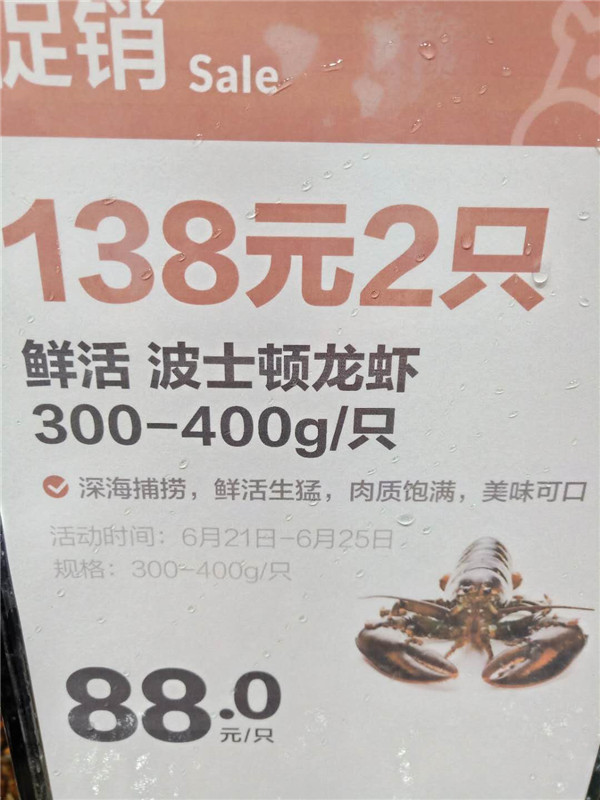 促销 Sale
138元2只
鲜活 波士顿龙虾
300-400g/只
深海捕捞，鲜活生猛，肉质饱满，美味可口
活动时间：6月21日-6月25日
规格：300-400g/只
88.0
元/只